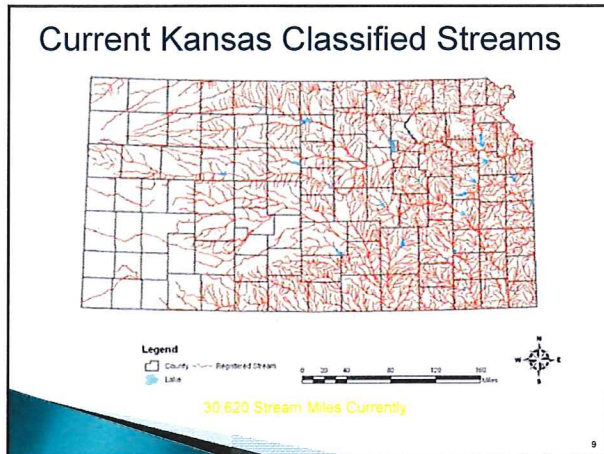 Current Kansas Classified Streams
Legend
County Registered Stream
Lake
0 20 40 80 120 160
Miles
N
W E
S
30,620 Stream Miles Currently
9